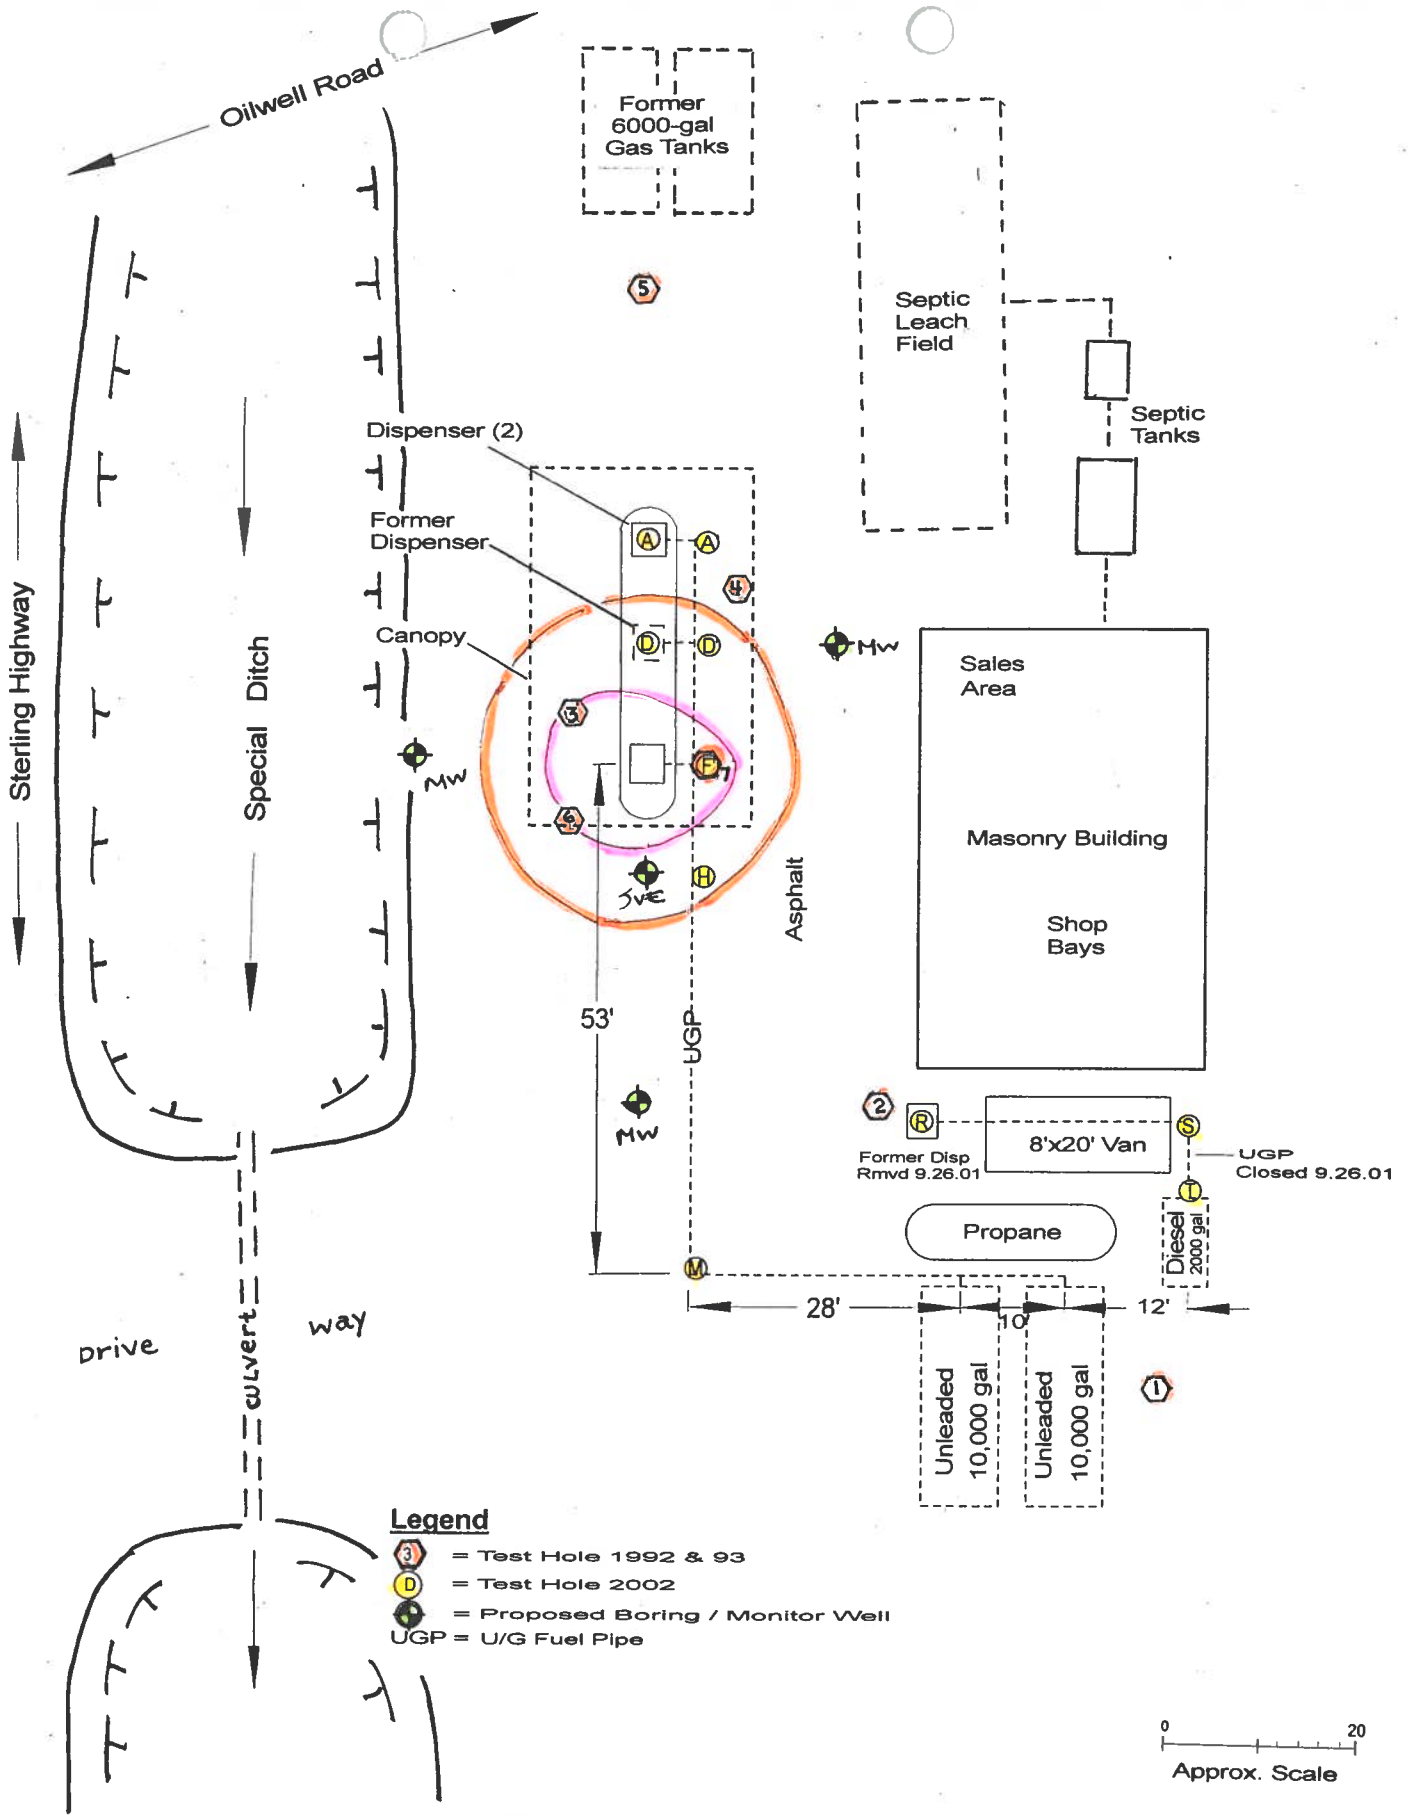 Oilwell Road
Former
6000-gal
Gas Tanks
5
Septic
Leach
Field
Septic
Tanks
Dispenser (2)
Former
Dispenser
Canopy
A
A
4
D
D
MW
Sterling Highway
Special Ditch
MW
3
F
7
6
SVE
H
Asphalt
Sales
Area
Masonry Building
Shop
Bays
53'
UGP
MW
2
R
Former Disp
Rmvd 9.26.01
8'x20' Van
S
UGP
Closed 9.26.01
T
Propane
Diesel
2000 gal
M
28'
10'
12'
Unleaded
10,000 gal
Unleaded
10,000 gal
1
Drive
way
culvert
Legend
3 = Test Hole 1992 & 93
D = Test Hole 2002
= Proposed Boring / Monitor Well
UGP = U/G Fuel Pipe
0 20
Approx. Scale